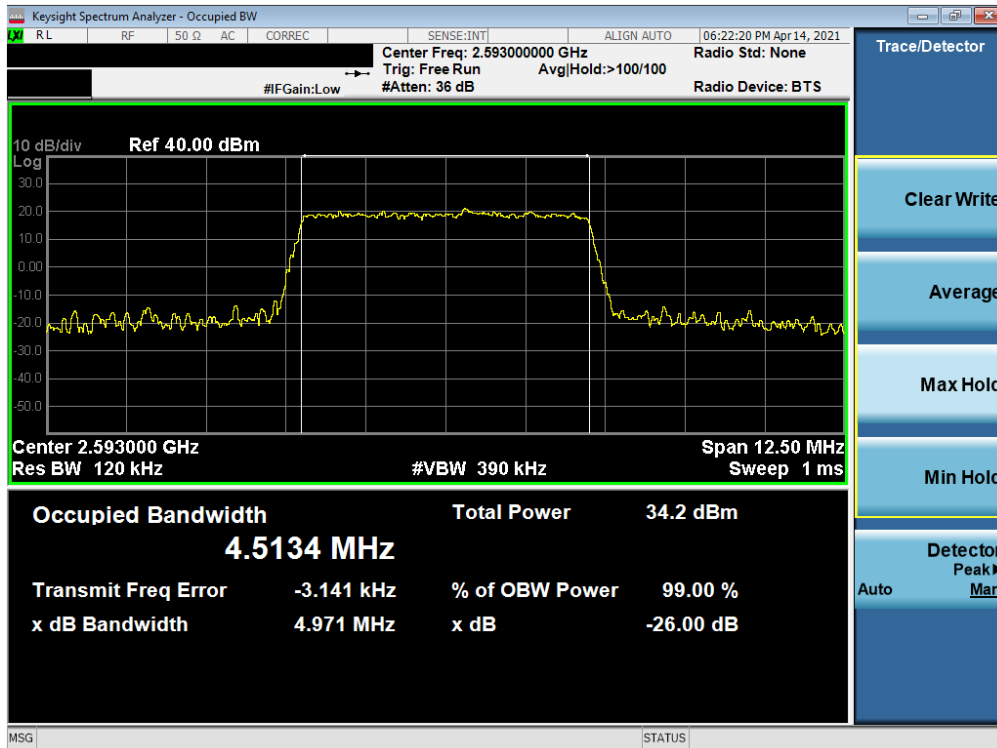 Keysight Spectrum Analyzer - Occupied BW
LXI RL RF 50 Ω AC CORREC SENSE:INT ALIGN AUTO 06:22:20 PM Apr 14, 2021
Center Freq: 2.593000000 GHz Radio Std: None
Trig: Free Run Avg|Hold:>100/100
#IFGain:Low #Atten: 36 dB Radio Device: BTS
Trace/Detector
10 dB/div Ref 40.00 dBm
Log
30.0
20.0
10.0
0.00
-10.0
-20.0
-30.0
-40.0
-50.0
Center 2.593000 GHz Span 12.50 MHz
Res BW 120 kHz #VBW 390 kHz Sweep 1 ms
Occupied Bandwidth Total Power 34.2 dBm
4.5134 MHz
Transmit Freq Error -3.141 kHz % of OBW Power 99.00 %
x dB Bandwidth 4.971 MHz x dB -26.00 dB
Clear Write
Average
Max Hold
Min Hold
Detector
Peak
Auto Man
MSG STATUS